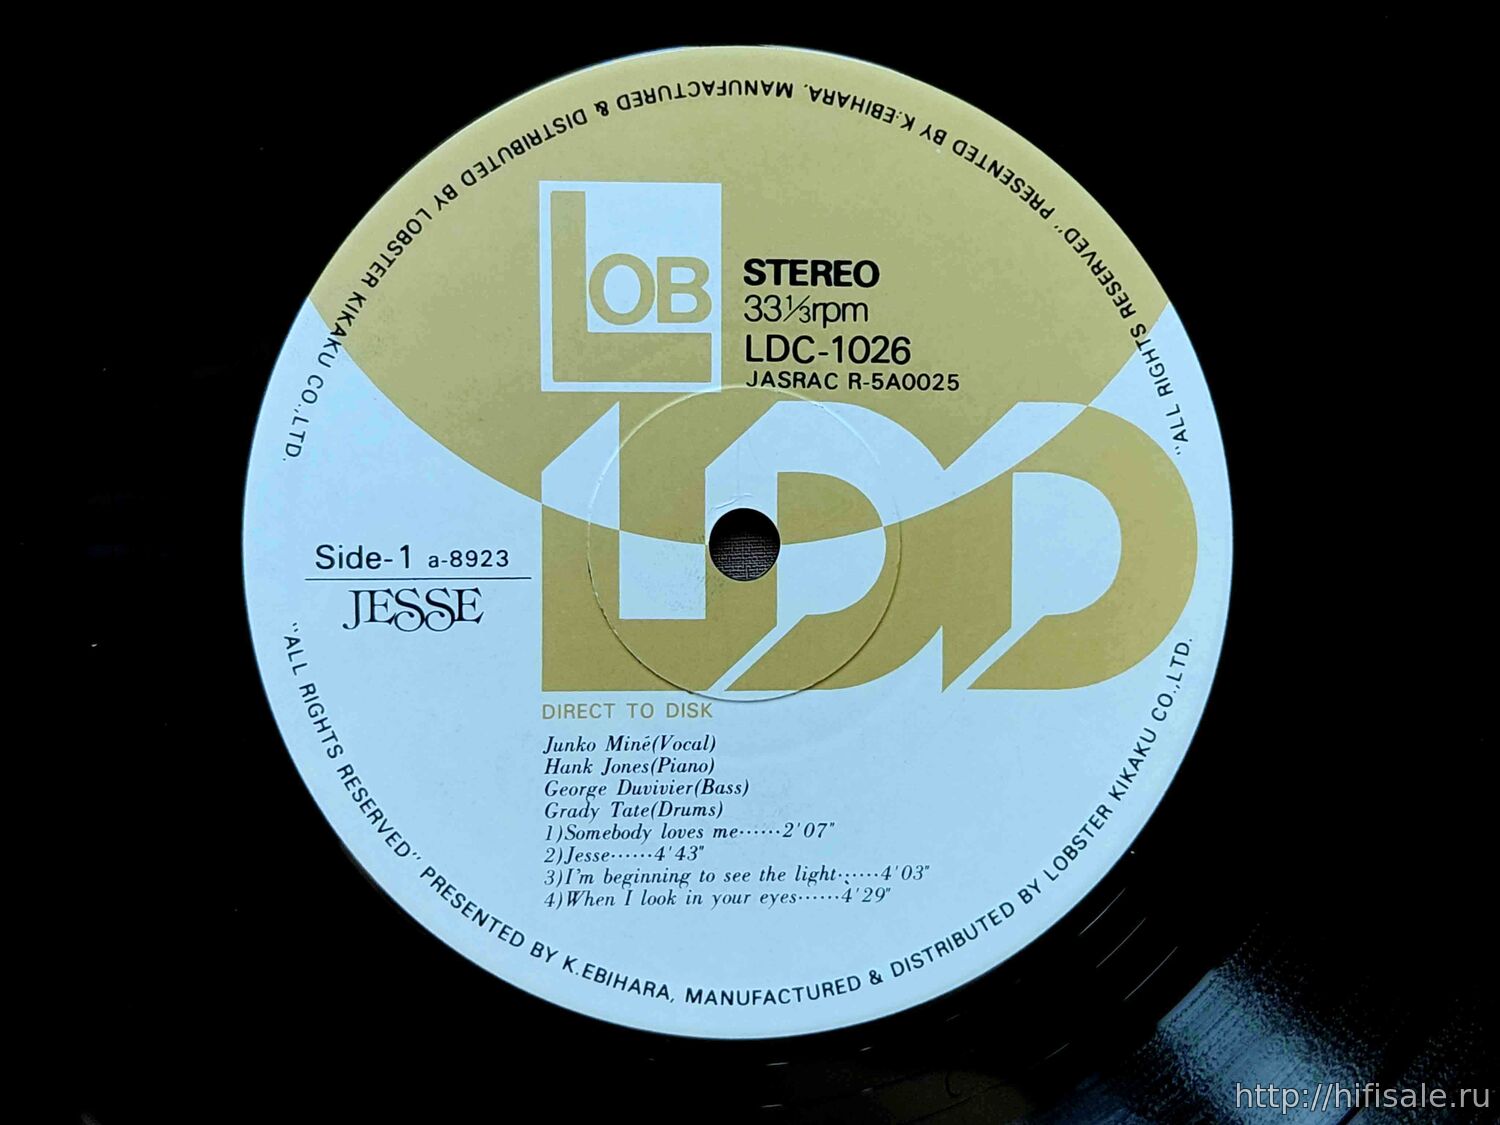 "ALL RIGHTS RESERVED" PRESENTED BY K.EBIHARA, MANUFACTURED & DISTRIBUTED BY LOBSTER KIKAKU CO.,LTD.
LOB
STEREO
33⅓rpm
LDC-1026
JASRAC R-5A0025
LDD
Side-1 a-8923
JESSE
DIRECT TO DISK
Junko Miné(Vocal)
Hank Jones(Piano)
George Duvivier(Bass)
Grady Tate(Drums)
1)Somebody loves me······2'07"
2)Jesse······4'43"
3)I'm beginning to see the light······4'03"
4)When I look in your eyes······4'29"
"ALL RIGHTS RESERVED" PRESENTED BY K.EBIHARA, MANUFACTURED & DISTRIBUTED BY LOBSTER KIKAKU CO.,LTD.
http://hifisale.ru